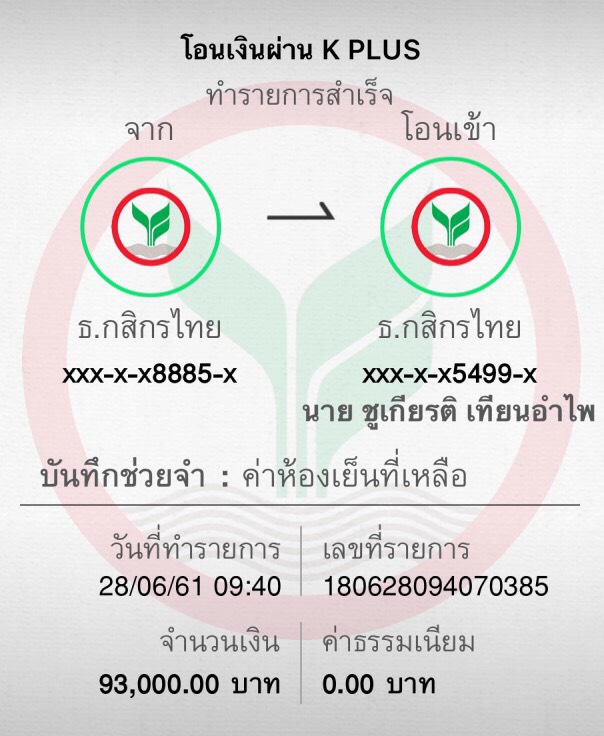 โอนเงินผ่าน K PLUS
ทำรายการสำเร็จ
จาก
โอนเข้า
ธ.กสิกรไทย
ธ.กสิกรไทย
xxx-x-x8885-x
xxx-x-x5499-x
นาย ชูเกียรติ เทียนอำไพ
บันทึกช่วยจำ : ค่าห้องเย็นที่เหลือ
วันที่ทำรายการ
เลขที่รายการ
28/06/61 09:40
180628094070385
จำนวนเงิน
ค่าธรรมเนียม
93,000.00 บาท
0.00 บาท